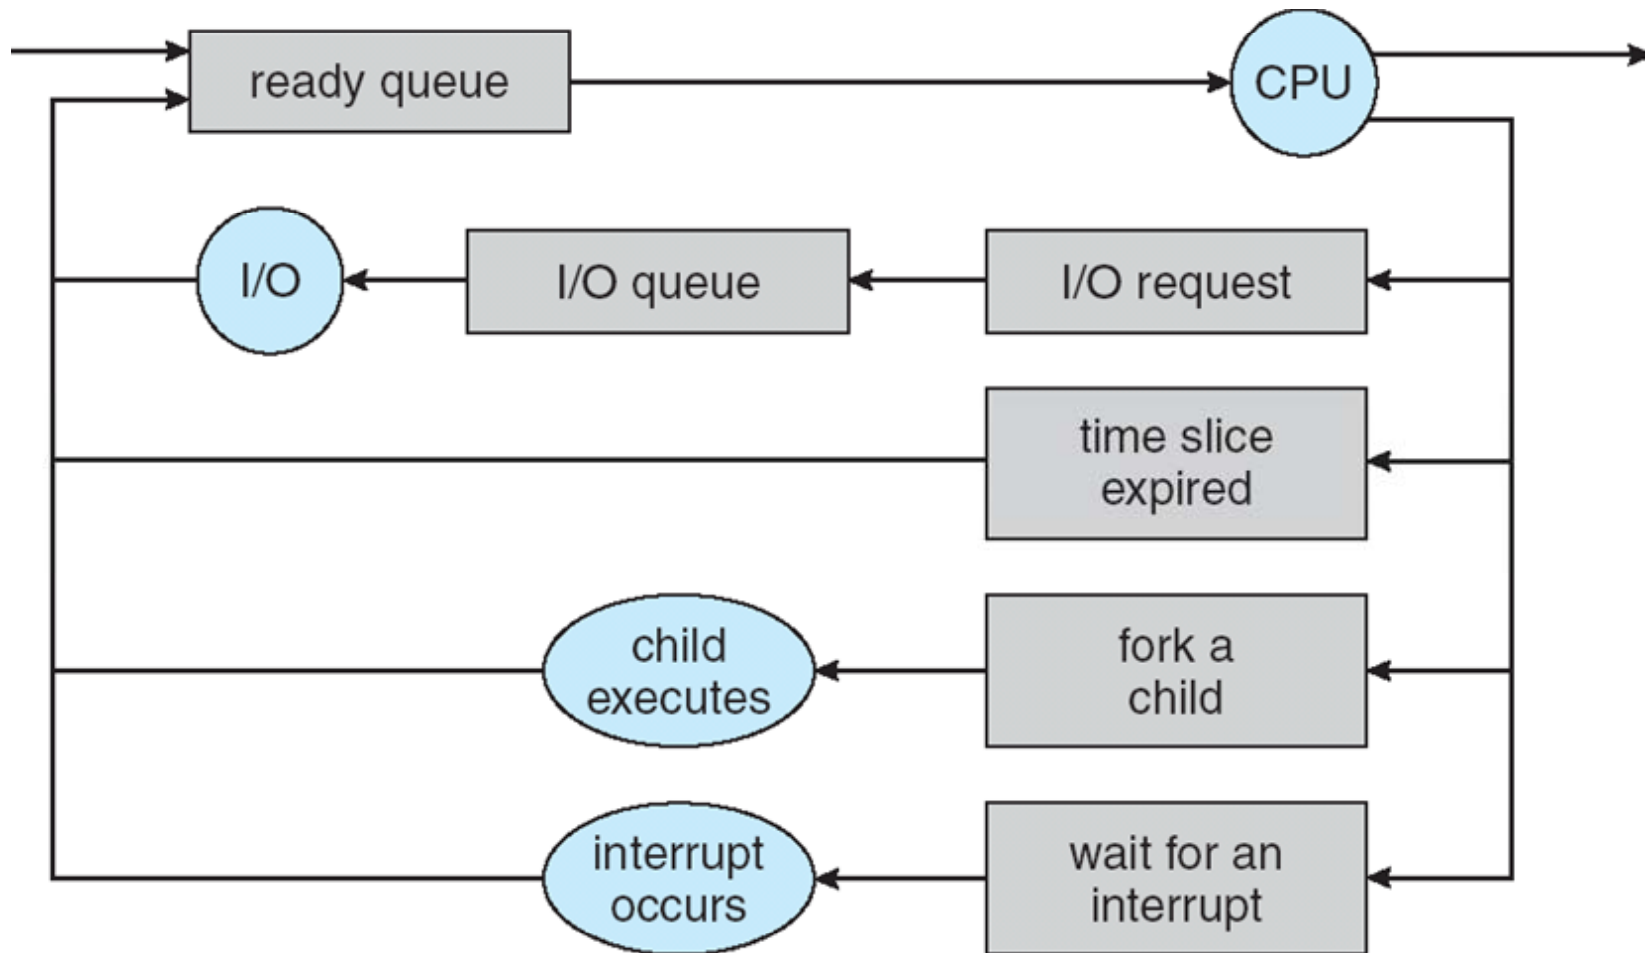 ready queue
CPU
I/O
I/O queue
I/O request
time slice
expired
child
executes
fork a
child
interrupt
occurs
wait for an
interrupt